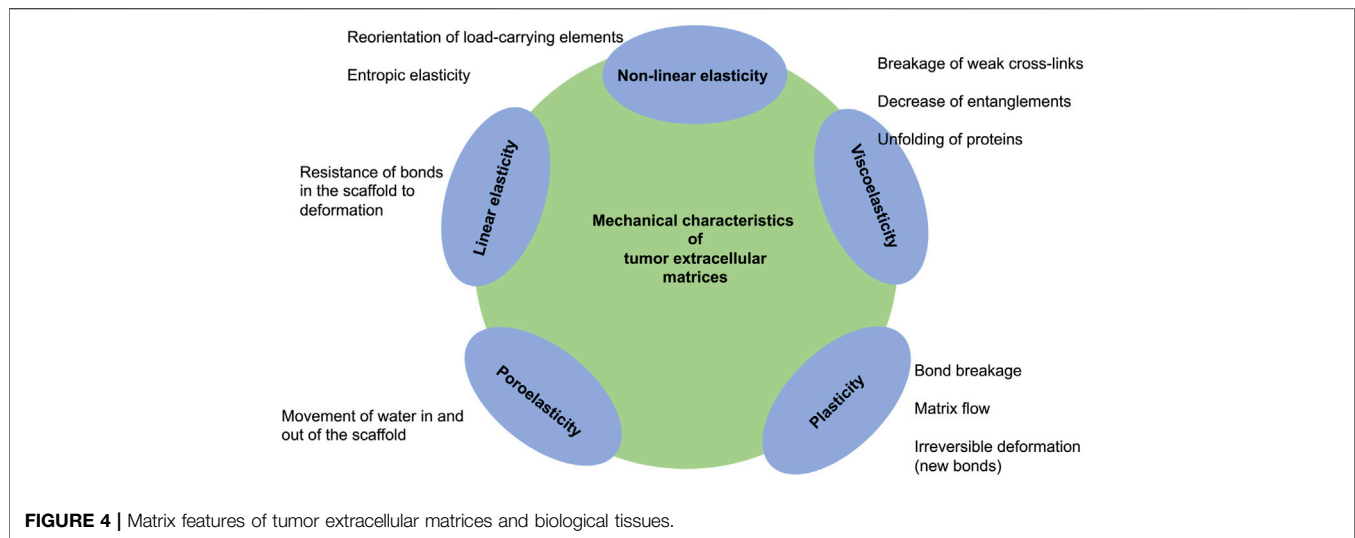 Reorientation of load-carrying elements
Entropic elasticity
Non-linear elasticity
Breakage of weak cross-links
Decrease of entanglements
Unfolding of proteins
Viscoelasticity
Linear elasticity
Resistance of bonds
in the scaffold to
deformation
Mechanical characteristics
of
tumor extracellular
matrices
Poroelasticity
Movement of water in and
out of the scaffold
Plasticity
Bond breakage
Matrix flow
Irreversible deformation
(new bonds)
FIGURE 4 | Matrix features of tumor extracellular matrices and biological tissues.